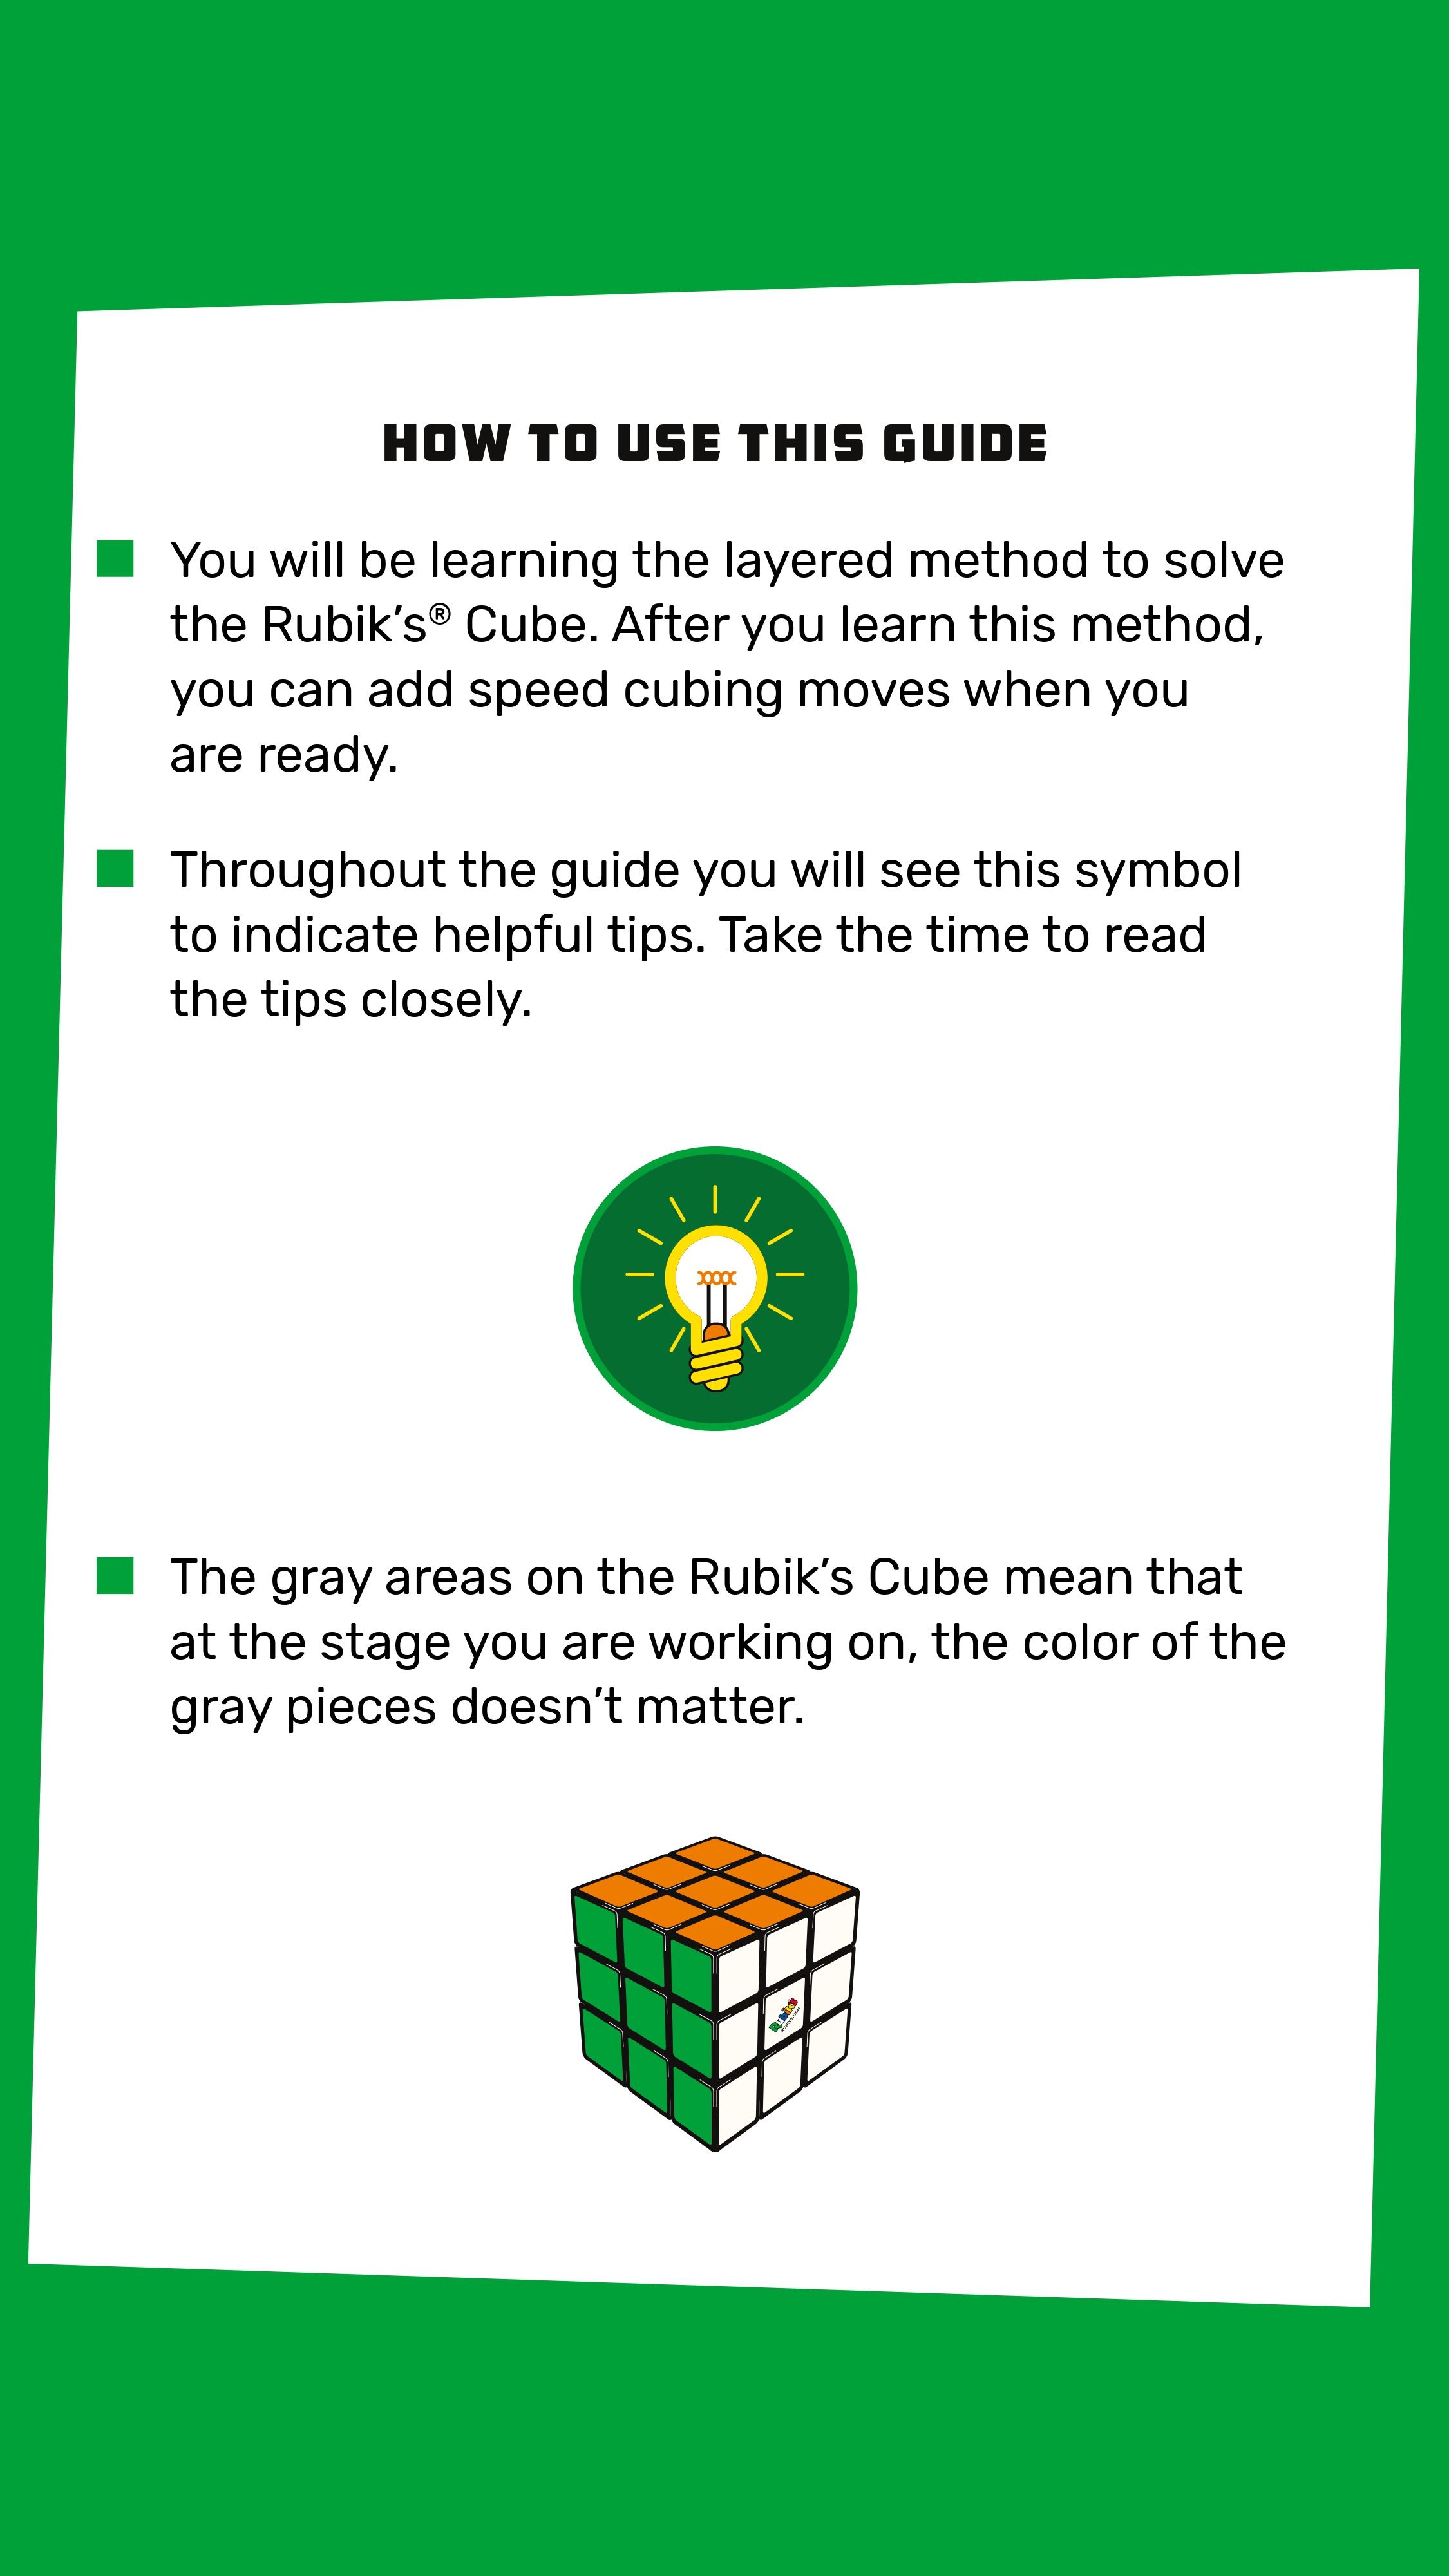 HOW TO USE THIS GUIDE
You will be learning the layered method to solve
the Rubik’s® Cube. After you learn this method,
you can add speed cubing moves when you
are ready.
Throughout the guide you will see this symbol
to indicate helpful tips. Take the time to read
the tips closely.
The gray areas on the Rubik’s Cube mean that
at the stage you are working on, the color of the
gray pieces doesn’t matter.
Rubik's
RUBIKS.COM